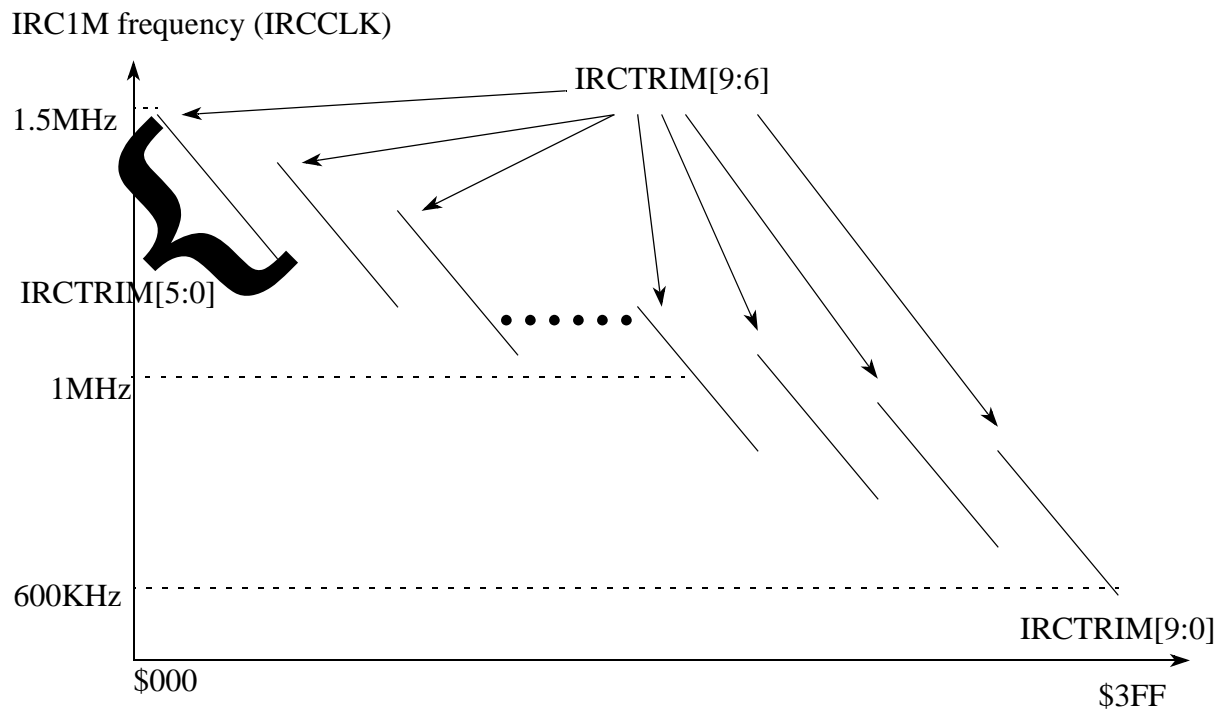 IRC1M frequency (IRCCLK)
IRCTRIM[9:6]
1.5MHz
IRCTRIM[5:0]
1MHz
600KHz
IRCTRIM[9:0]
$000
$3FF